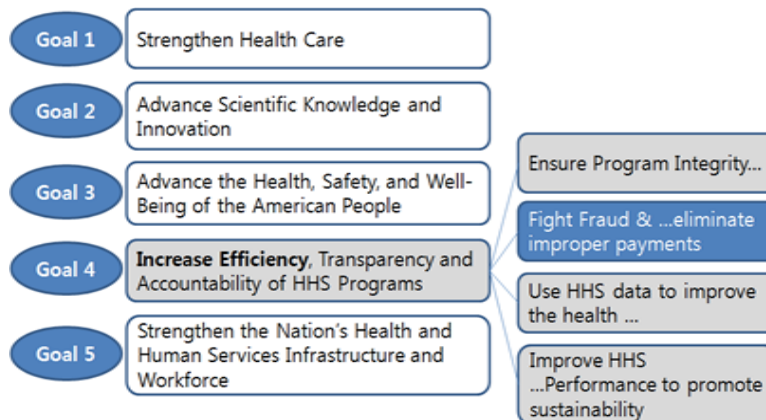 Goal 1
Strengthen Health Care
Goal 2
Advance Scientific Knowledge and
Innovation
Goal 3
Advance the Health, Safety, and Well-
Being of the American People
Goal 4
Increase Efficiency, Transparency and
Accountability of HHS Programs
Goal 5
Strengthen the Nation's Health and
Human Services Infrastructure and
Workforce
Ensure Program Integrity...
Fight Fraud & ...eliminate
improper payments
Use HHS data to improve
the health ...
Improve HHS
...Performance to promote
sustainability